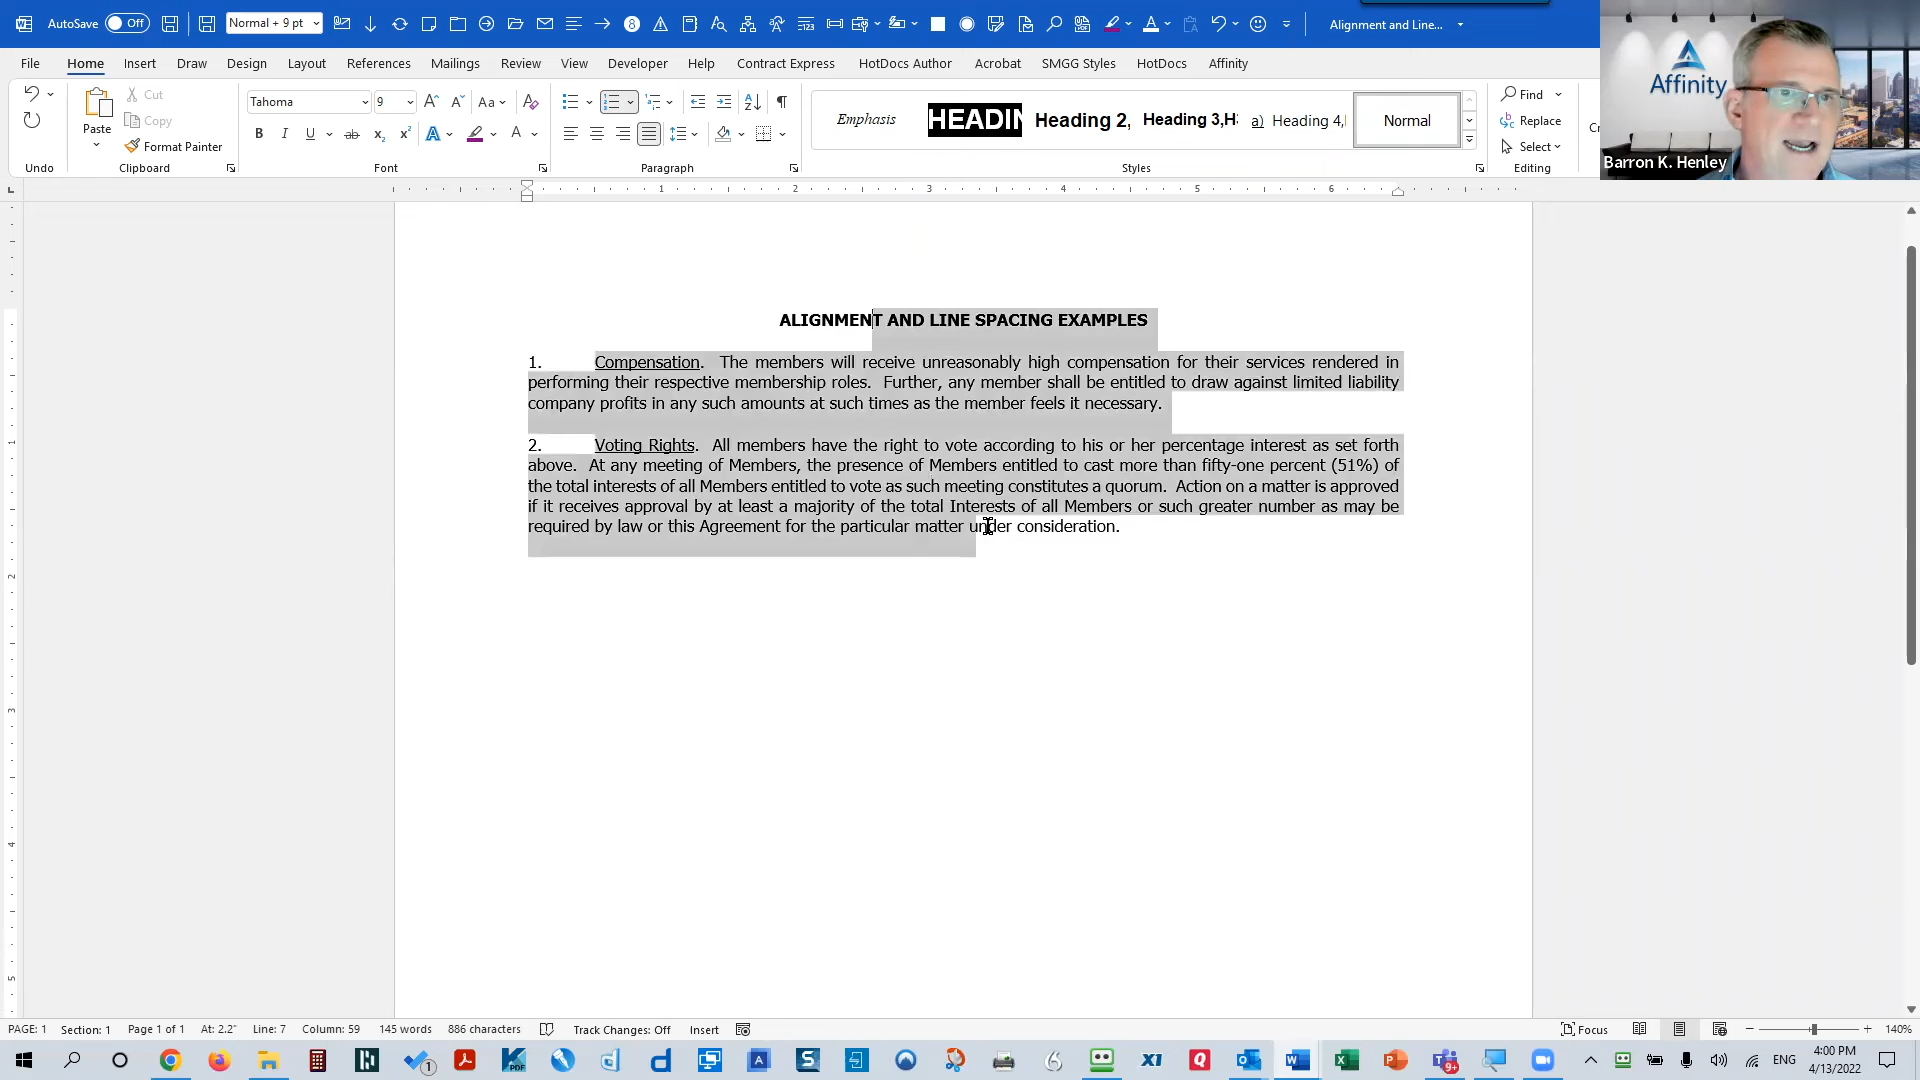 AutoSave Off Normal + 9 pt Alignment and Line...
File Home Insert Draw Design Layout References Mailings Review View Developer Help Contract Express HotDocs Author Acrobat SMGG Styles HotDocs Affinity
Affinity
Barron K. Henley
Paste Cut
Copy
Format Painter
Tahoma 9 Aa
Emphasis HEADIN Heading 2, Heading 3,H a) Heading 4, Normal
Find
Replace
Select
Undo Clipboard Font Paragraph Styles Editing
1 2 3 4 5 6
ALIGNMENT AND LINE SPACING EXAMPLES
1. Compensation. The members will receive unreasonably high compensation for their services rendered in
performing their respective membership roles. Further, any member shall be entitled to draw against limited liability
company profits in any such amounts at such times as the member feels it necessary.
2. Voting Rights. All members have the right to vote according to his or her percentage interest as set forth
above. At any meeting of Members, the presence of Members entitled to cast more than fifty-one percent (51%) of
the total interests of all Members entitled to vote as such meeting constitutes a quorum. Action on a matter is approved
if it receives approval by at least a majority of the total Interests of all Members or such greater number as may be
required by law or this Agreement for the particular matter under consideration.
PAGE: 1 Section: 1 Page 1 of 1 At: 2.2" Line: 7 Column: 59 145 words 886 characters Track Changes: Off Insert Focus 140%
ENG 4:00 PM
4/13/2022